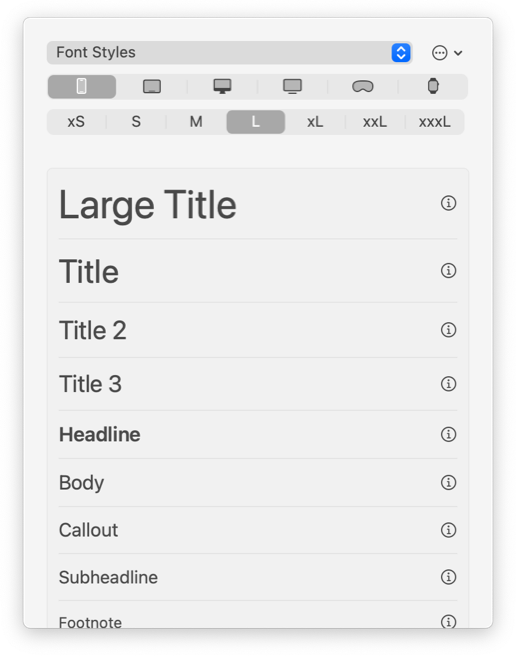 Font Styles
xS S M L xL xxL xxxL
Large Title
Title
Title 2
Title 3
Headline
Body
Callout
Subheadline
Footnote